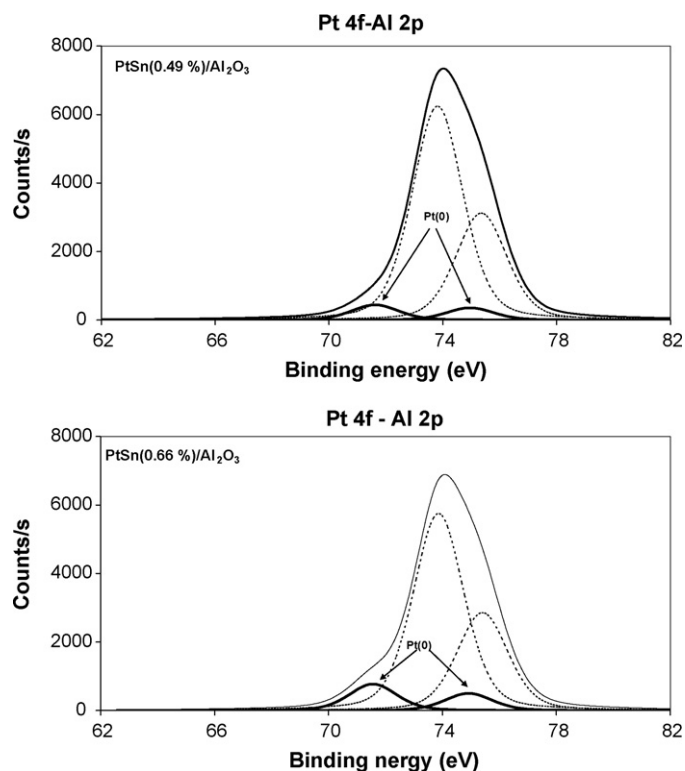 Pt 4f-Al 2p
8000
PtSn(0.49 %)/Al₂O₃
6000
Counts/s
4000
Pt(0)
2000
0
62 66 70 74 78 82
Binding energy (eV)
Pt 4f - Al 2p
8000
PtSn(0.66 %)/Al₂O₃
6000
Counts/s
4000
Pt(0)
2000
0
62 66 70 74 78 82
Binding nergy (eV)